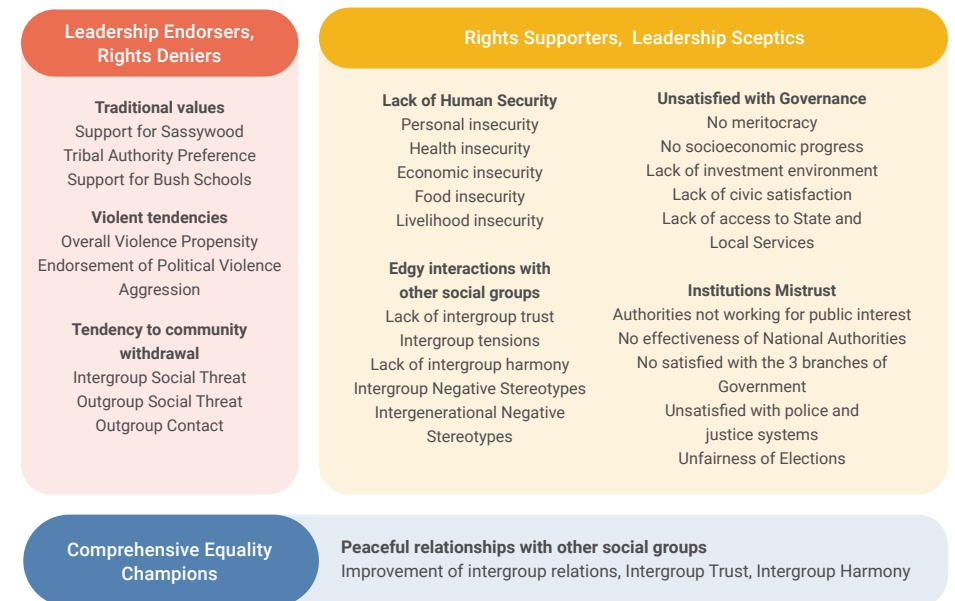 Leadership Endorsers,
Rights Deniers
Traditional values
Support for Sassywood
Tribal Authority Preference
Support for Bush Schools
Violent tendencies
Overall Violence Propensity
Endorsement of Political Violence
Aggression
Tendency to community
withdrawal
Intergroup Social Threat
Outgroup Social Threat
Outgroup Contact
Rights Supporters, Leadership Sceptics
Lack of Human Security
Personal insecurity
Health insecurity
Economic insecurity
Food insecurity
Livelihood insecurity
Edgy interactions with
other social groups
Lack of intergroup trust
Intergroup tensions
Lack of intergroup harmony
Intergroup Negative Stereotypes
Intergenerational Negative
Stereotypes
Unsatisfied with Governance
No meritocracy
No socioeconomic progress
Lack of investment environment
Lack of civic satisfaction
Lack of access to State and
Local Services
Institutions Mistrust
Authorities not working for public interest
No effectiveness of National Authorities
No satisfied with the 3 branches of
Government
Unsatisfied with police and
justice systems
Unfairness of Elections
Comprehensive Equality
Champions
Peaceful relationships with other social groups
Improvement of intergroup relations, Intergroup Trust, Intergroup Harmony